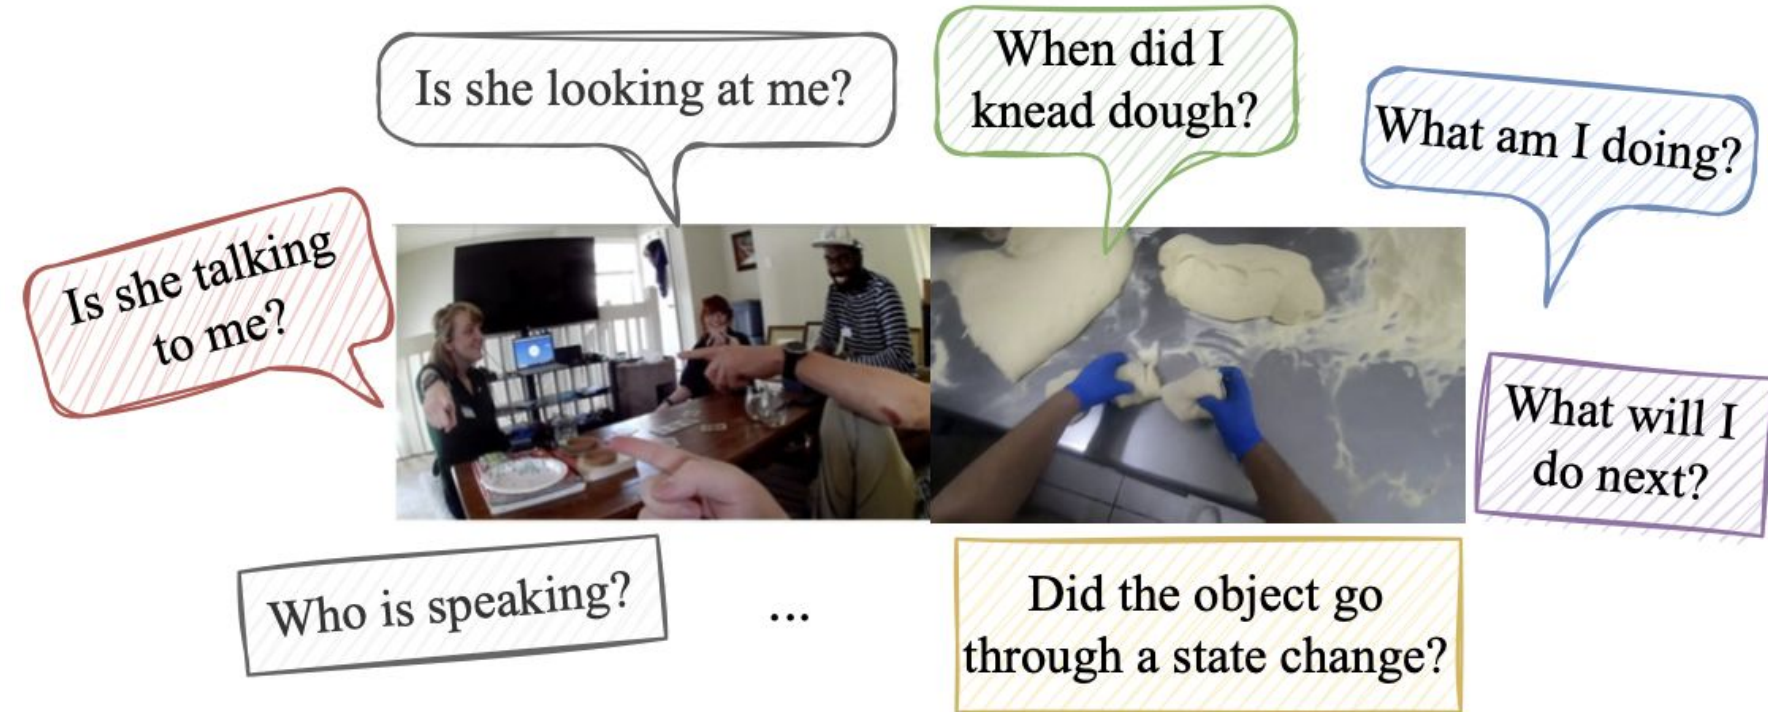 Is she looking at me?
When did I
knead dough?
What am I doing?
Is she talking
to me?
What will I
do next?
Who is speaking?
...
Did the object go
through a state change?